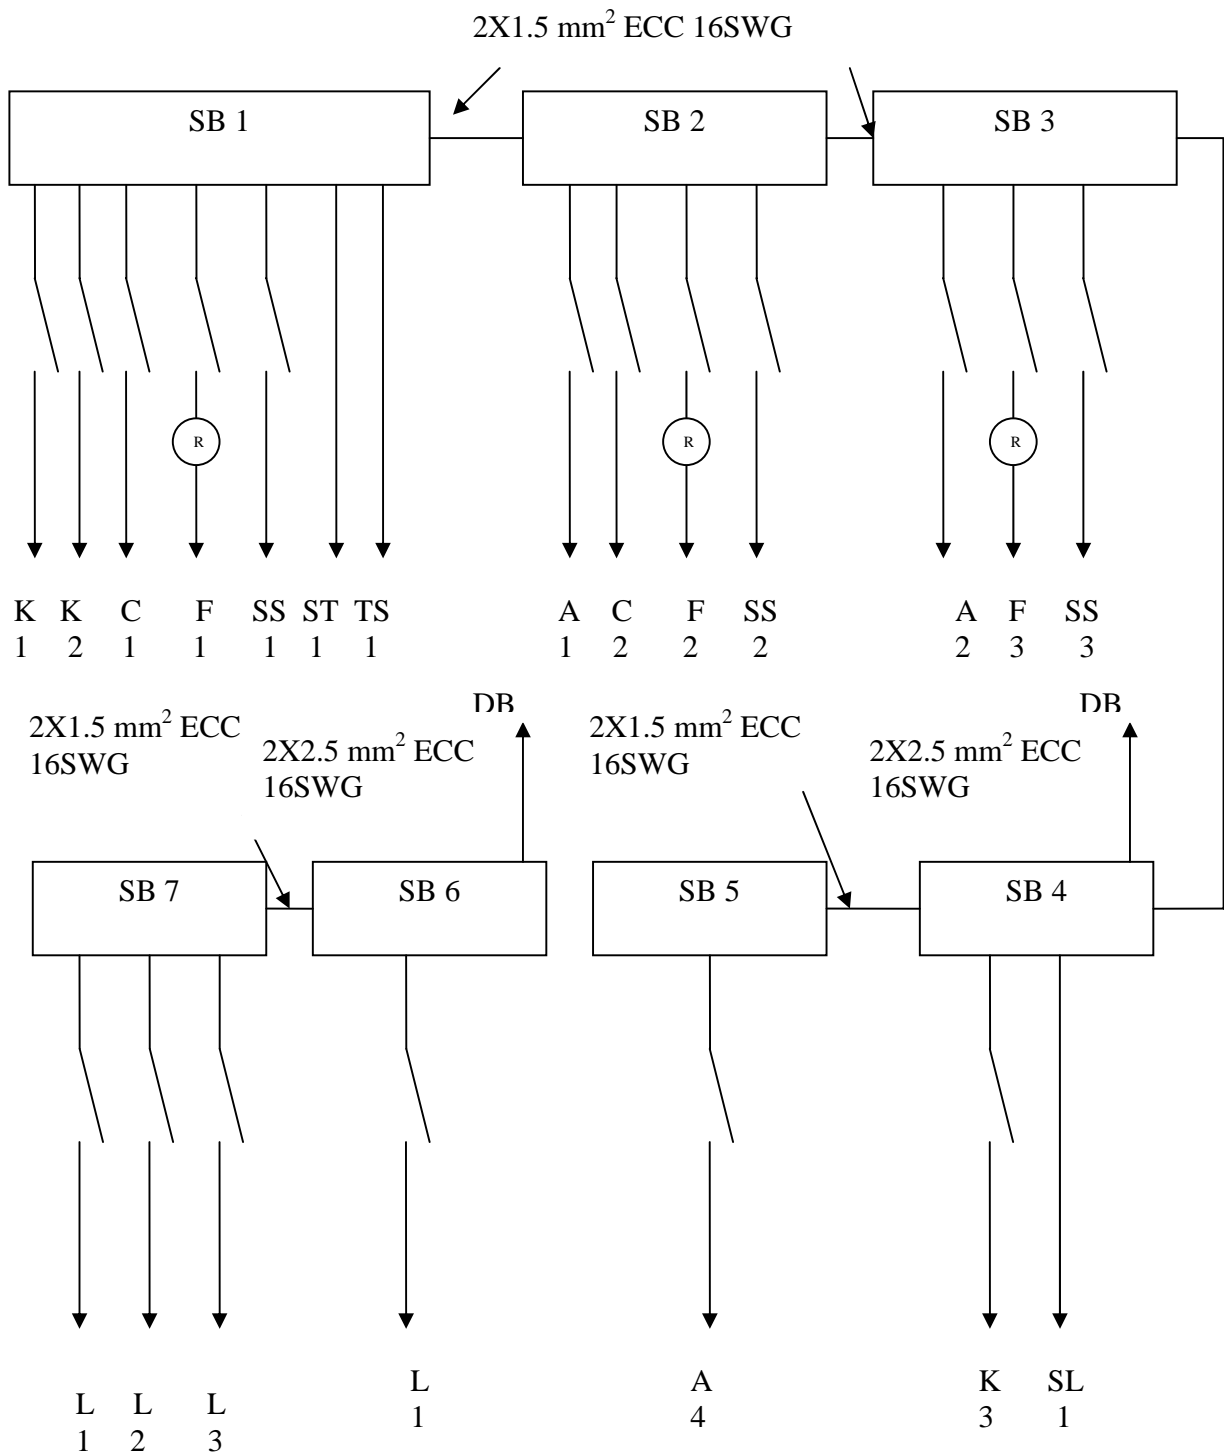 2X1.5 mm² ECC 16SWG
SB 1
SB 2
SB 3
R
R
R
K K C F SS ST TS
1 2 1 1 1 1 1
A C F SS
1 2 2 2
A F SS
2 3 3
DB
DB
2X1.5 mm² ECC
16SWG
2X2.5 mm² ECC
16SWG
2X1.5 mm² ECC
16SWG
2X2.5 mm² ECC
16SWG
SB 7
SB 6
SB 5
SB 4
L L L
1 2 3
L
1
A
4
K SL
3 1